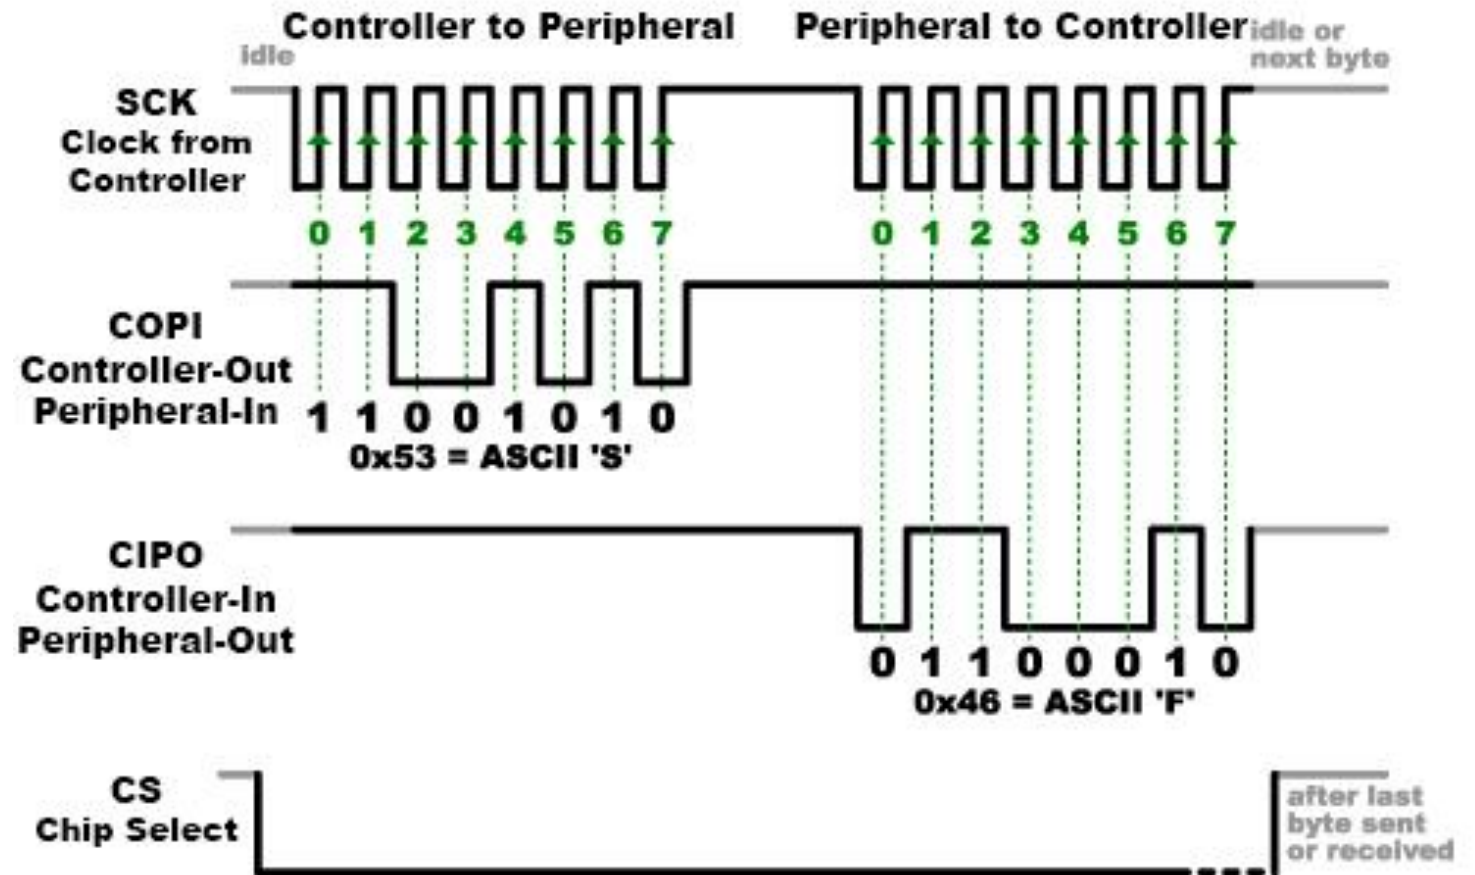 Controller to Peripheral
Peripheral to Controller
idle
idle or
next byte
SCK
Clock from
Controller
0 1 2 3 4 5 6 7
0 1 2 3 4 5 6 7
COPI
Controller-Out
Peripheral-In
1 1 0 0 1 0 1 0
0x53 = ASCII 'S'
CIPO
Controller-In
Peripheral-Out
0 1 1 0 0 0 1 0
0x46 = ASCII 'F'
CS
Chip Select
after last
byte sent
or received